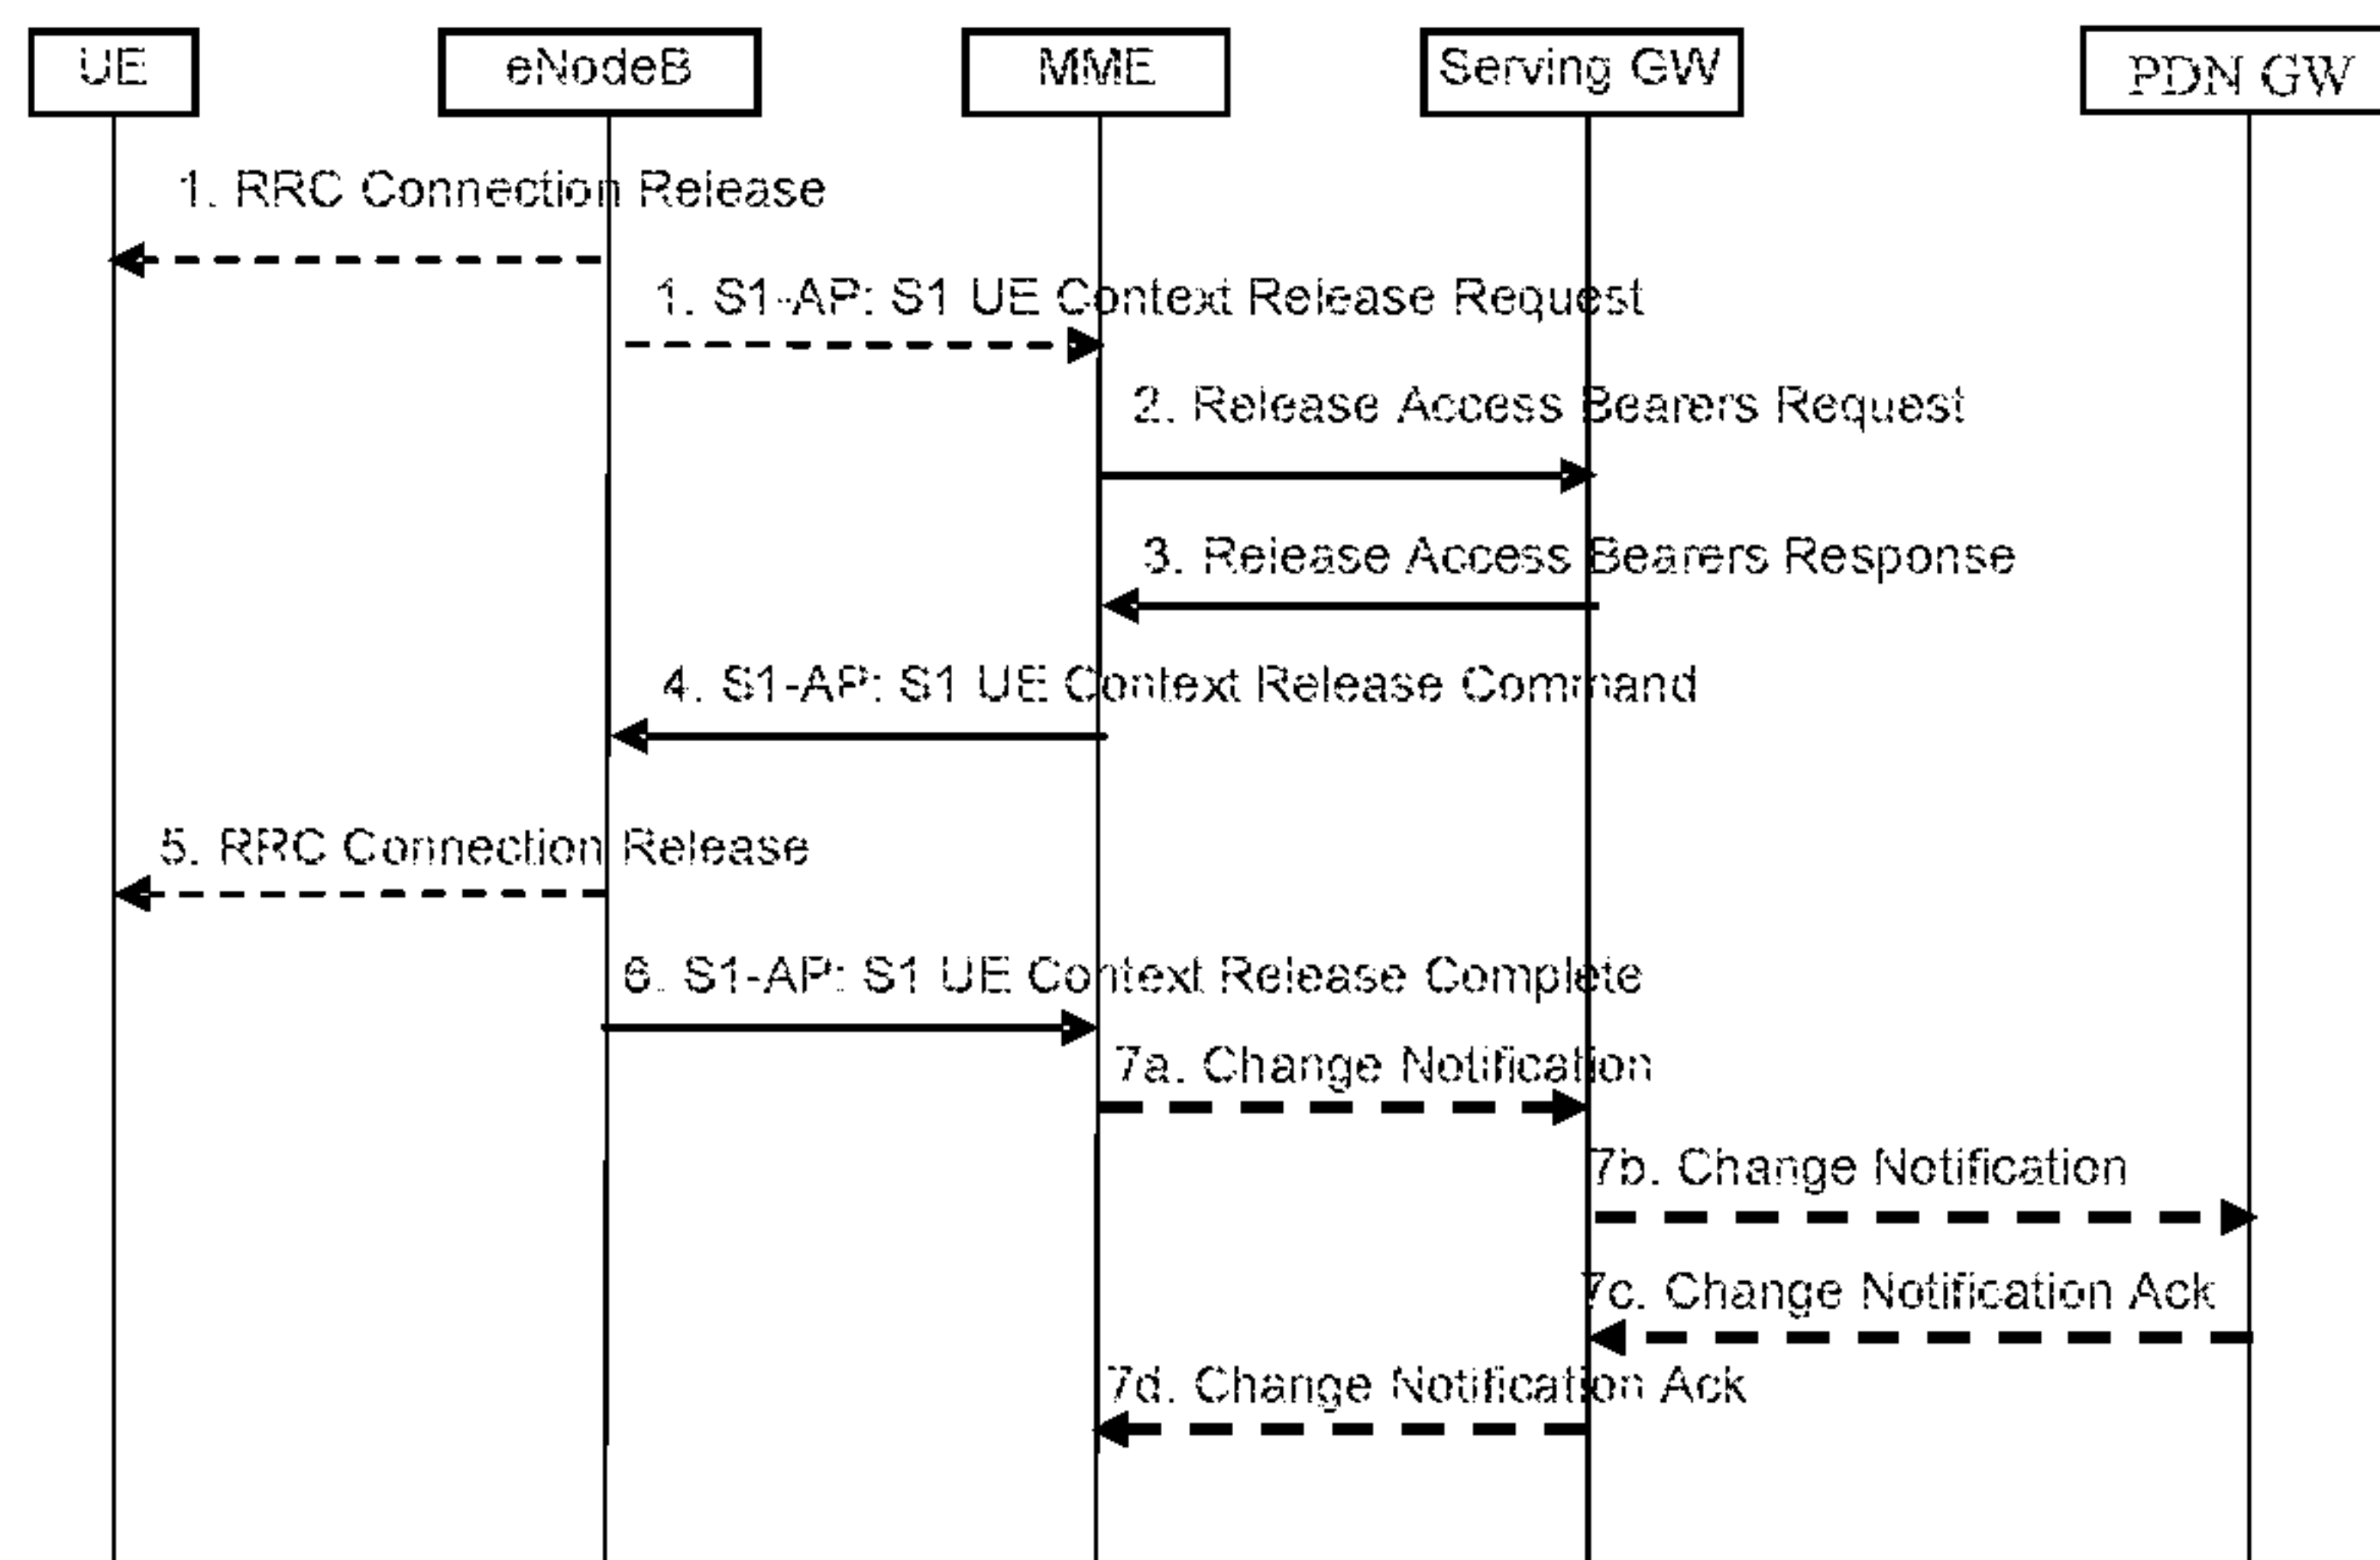 UE
eNodeB
MME
Serving GW
PDN GW
1. RRC Connection Release
1. S1-AP: S1 UE Context Release Request
2. Release Access Bearers Request
3. Release Access Bearers Response
4. S1-AP: S1 UE Context Release Command
5. RRC Connection Release
6. S1-AP: S1 UE Context Release Complete
7a. Change Notification
7b. Change Notification
7c. Change Notification Ack
7d. Change Notification Ack